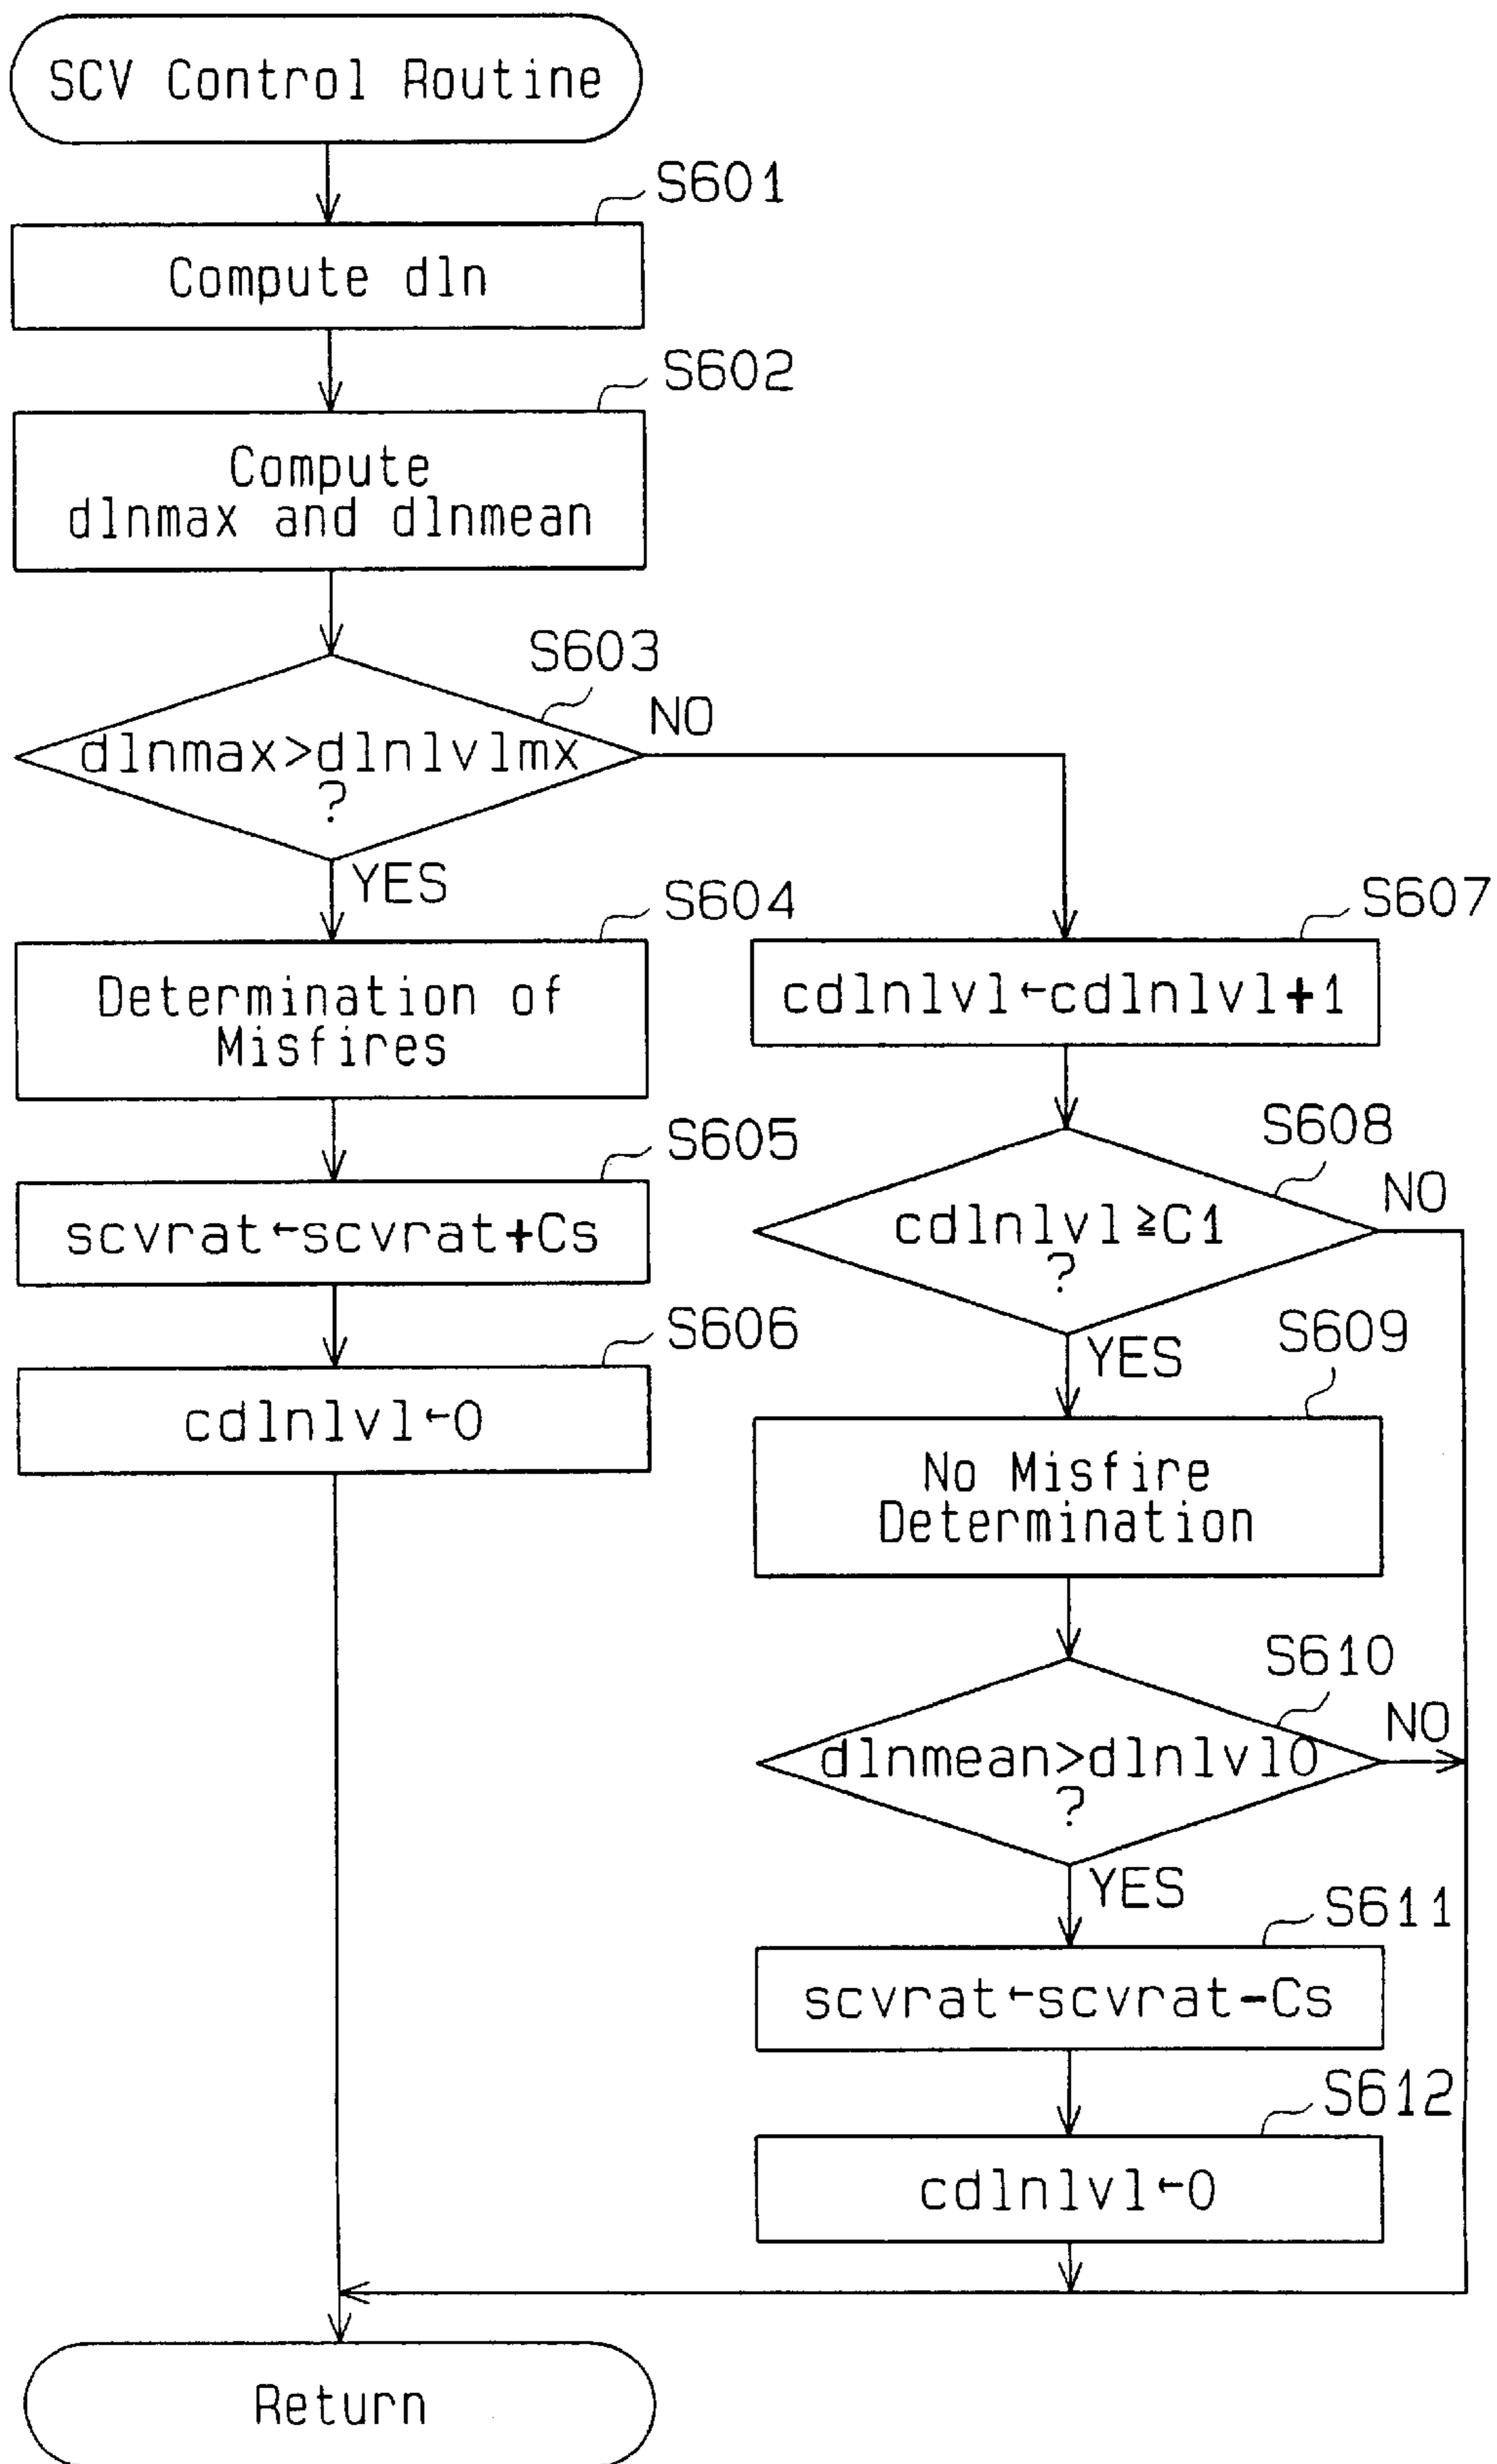 SCV Control Routine
S601
Compute dln
S602
Compute
dlnmax and dlnmean
S603
dlnmax>dlnlvlmx
?
NO
YES
S604
Determination of
Misfires
S605
scvrat←scvrat+Cs
S606
cdlnlvl←0
S607
cdlnlvl←cdlnlvl+1
S608
cdlnlvl≧C1
?
NO
YES
S609
No Misfire
Determination
S610
dlnmean>dlnlvl0
?
NO
YES
S611
scvrat←scvrat-Cs
S612
cdlnlvl←0
Return